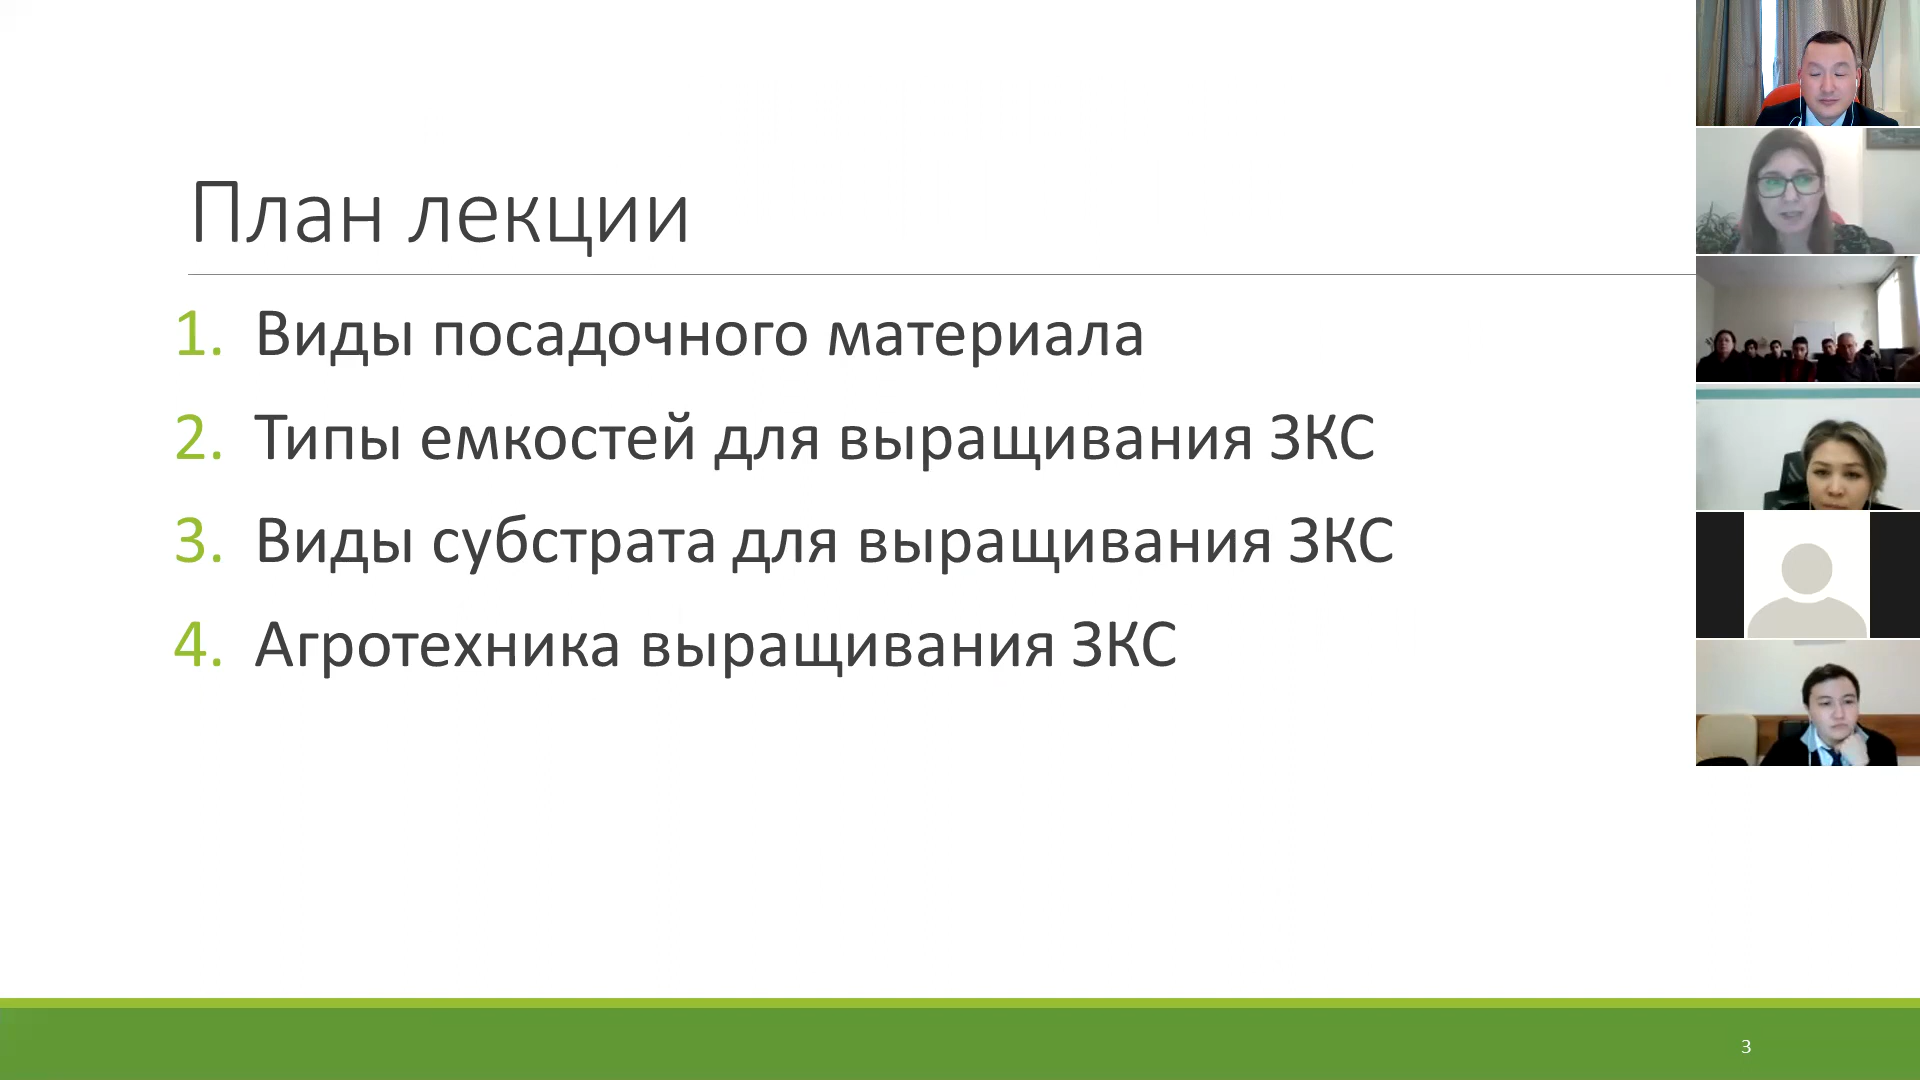 План лекции
1. Виды посадочного материала
2. Типы емкостей для выращивания ЗКС
3. Виды субстрата для выращивания ЗКС
4. Агротехника выращивания ЗКС
3